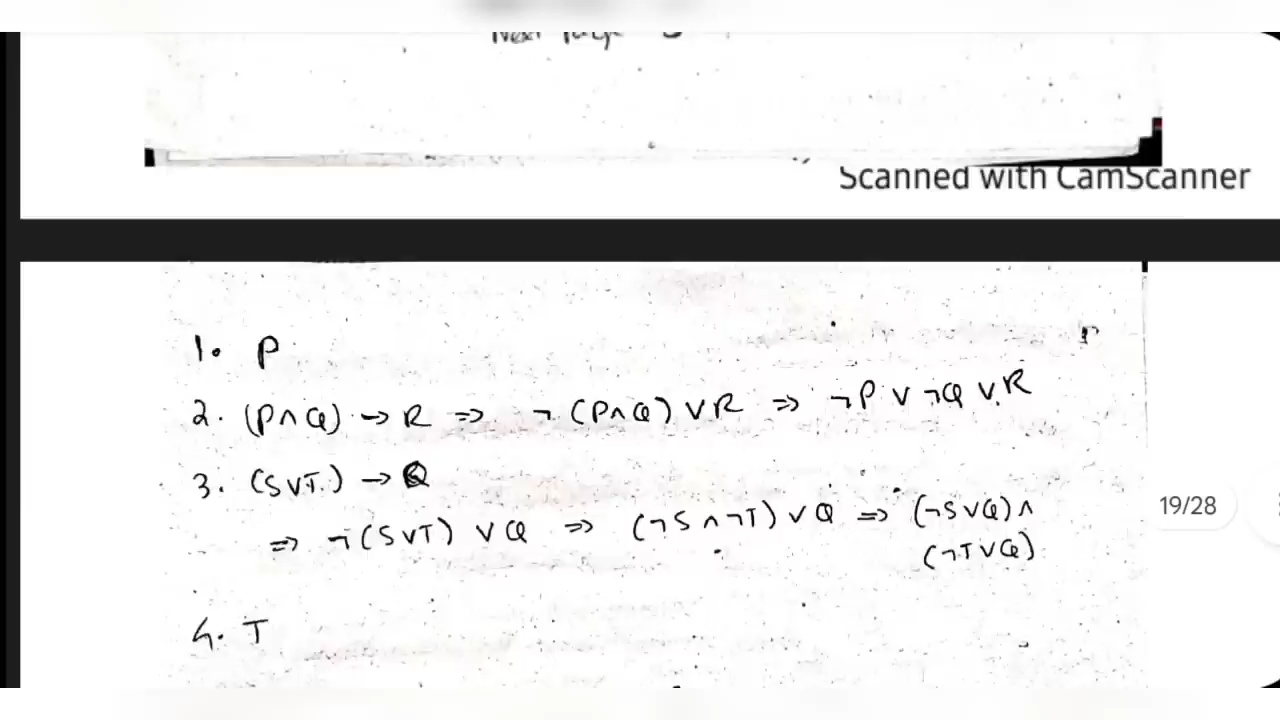 Scanned with CamScanner
1. P
2. (P∧Q) → R ⇒ ¬(P∧Q) ∨ R ⇒ ¬P ∨ ¬Q ∨ R
3. (S∨T) → Q
⇒ ¬(S∨T) ∨ Q ⇒ (¬S∧¬T) ∨ Q ⇒ (¬S∨Q) ∧
(¬T∨Q)
19/28
4. T